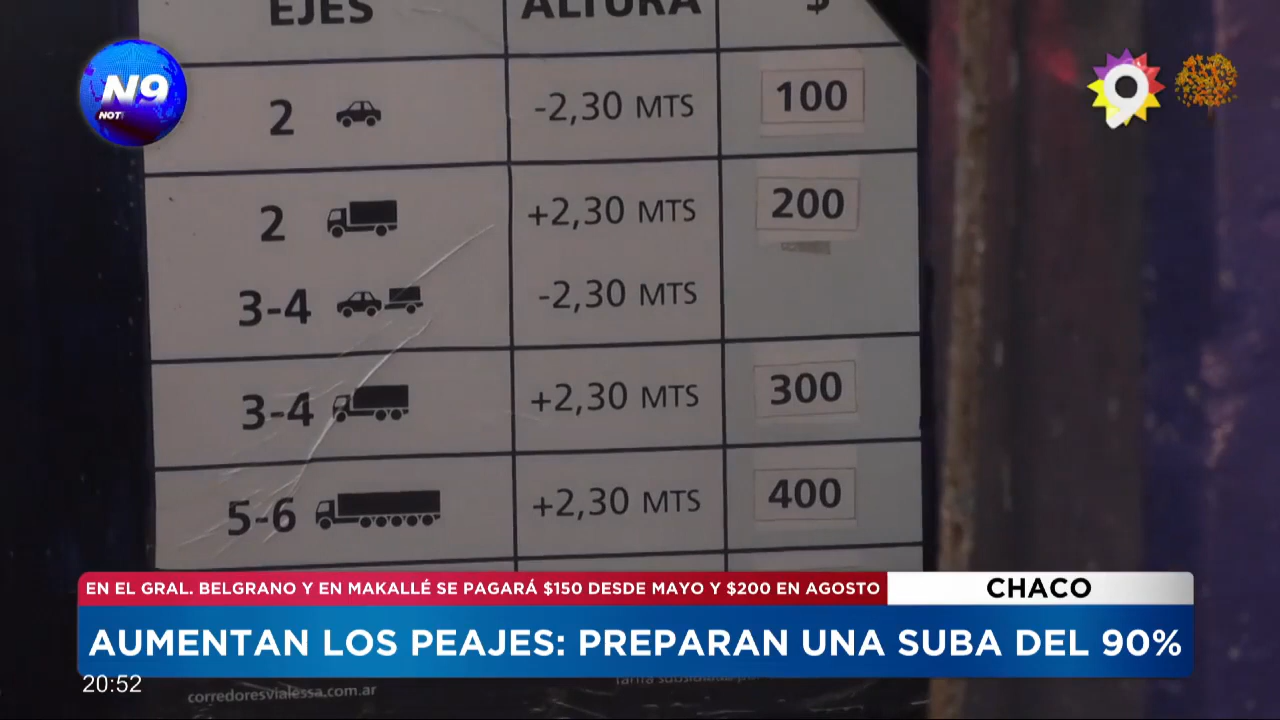 EJES ALTURA $
N9
NOTI
9
2 -2,30 MTS 100
2 +2,30 MTS 200
3-4 -2,30 MTS
3-4 +2,30 MTS 300
5-6 +2,30 MTS 400
EN EL GRAL. BELGRANO Y EN MAKALLÉ SE PAGARÁ $150 DESDE MAYO Y $200 EN AGOSTO
CHACO
AUMENTAN LOS PEAJES: PREPARAN UNA SUBA DEL 90%
20:52
corredoresvialessa.com.ar